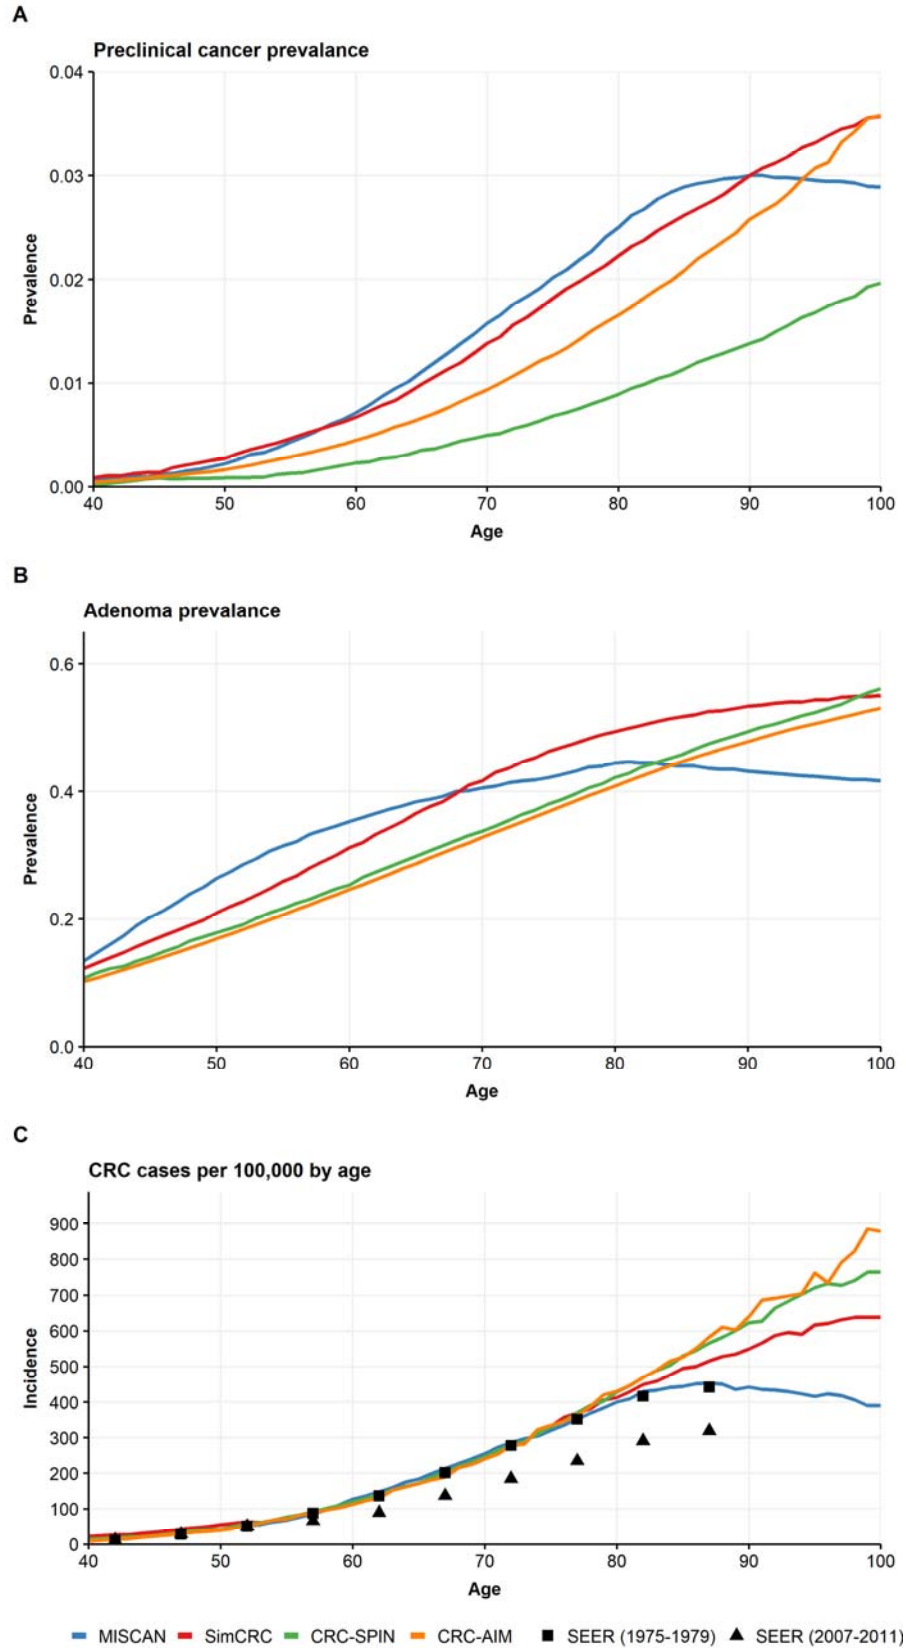 A
Preclinical cancer prevalance
0.04
0.03
0.02
0.01
0.00
Prevalence
40 50 60 70 80 90 100
Age
B
Adenoma prevalance
0.6
0.4
0.2
0.0
Prevalence
40 50 60 70 80 90 100
Age
C
CRC cases per 100,000 by age
900
800
700
600
500
400
300
200
100
0
Incidence
40 50 60 70 80 90 100
Age
MISCAN SimCRC CRC-SPIN CRC-AIM SEER (1975-1979) SEER (2007-2011)